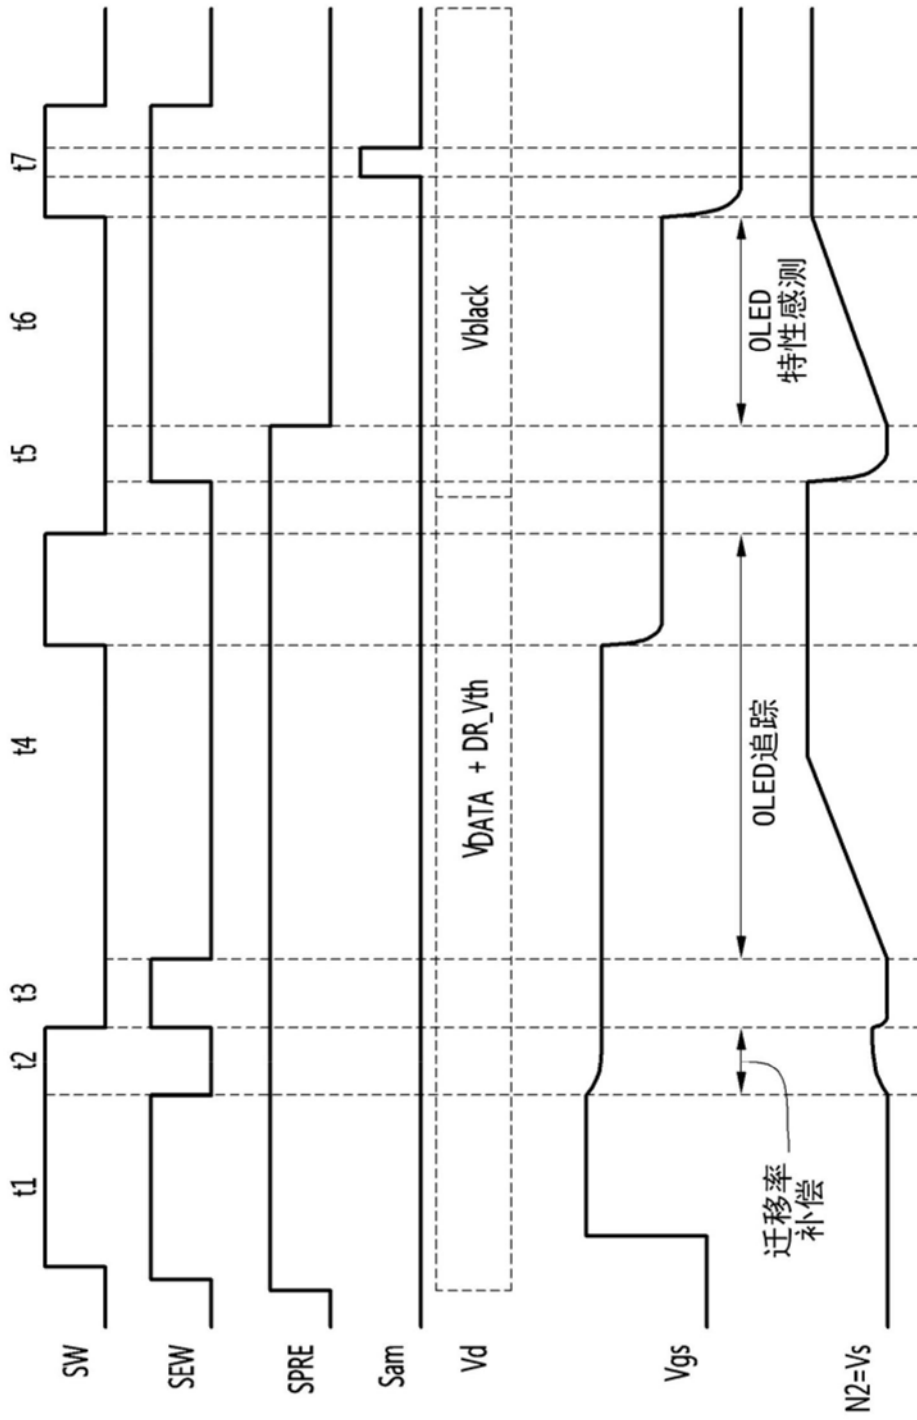 t1
t2
t3
t4
t5
t6
t7
SW
SEW
SPRE
Sam
Vd
VDATA + DR_Vth
Vblack
Vgs
迁移率
补偿
OLED追踪
OLED
特性感测
N2=Vs